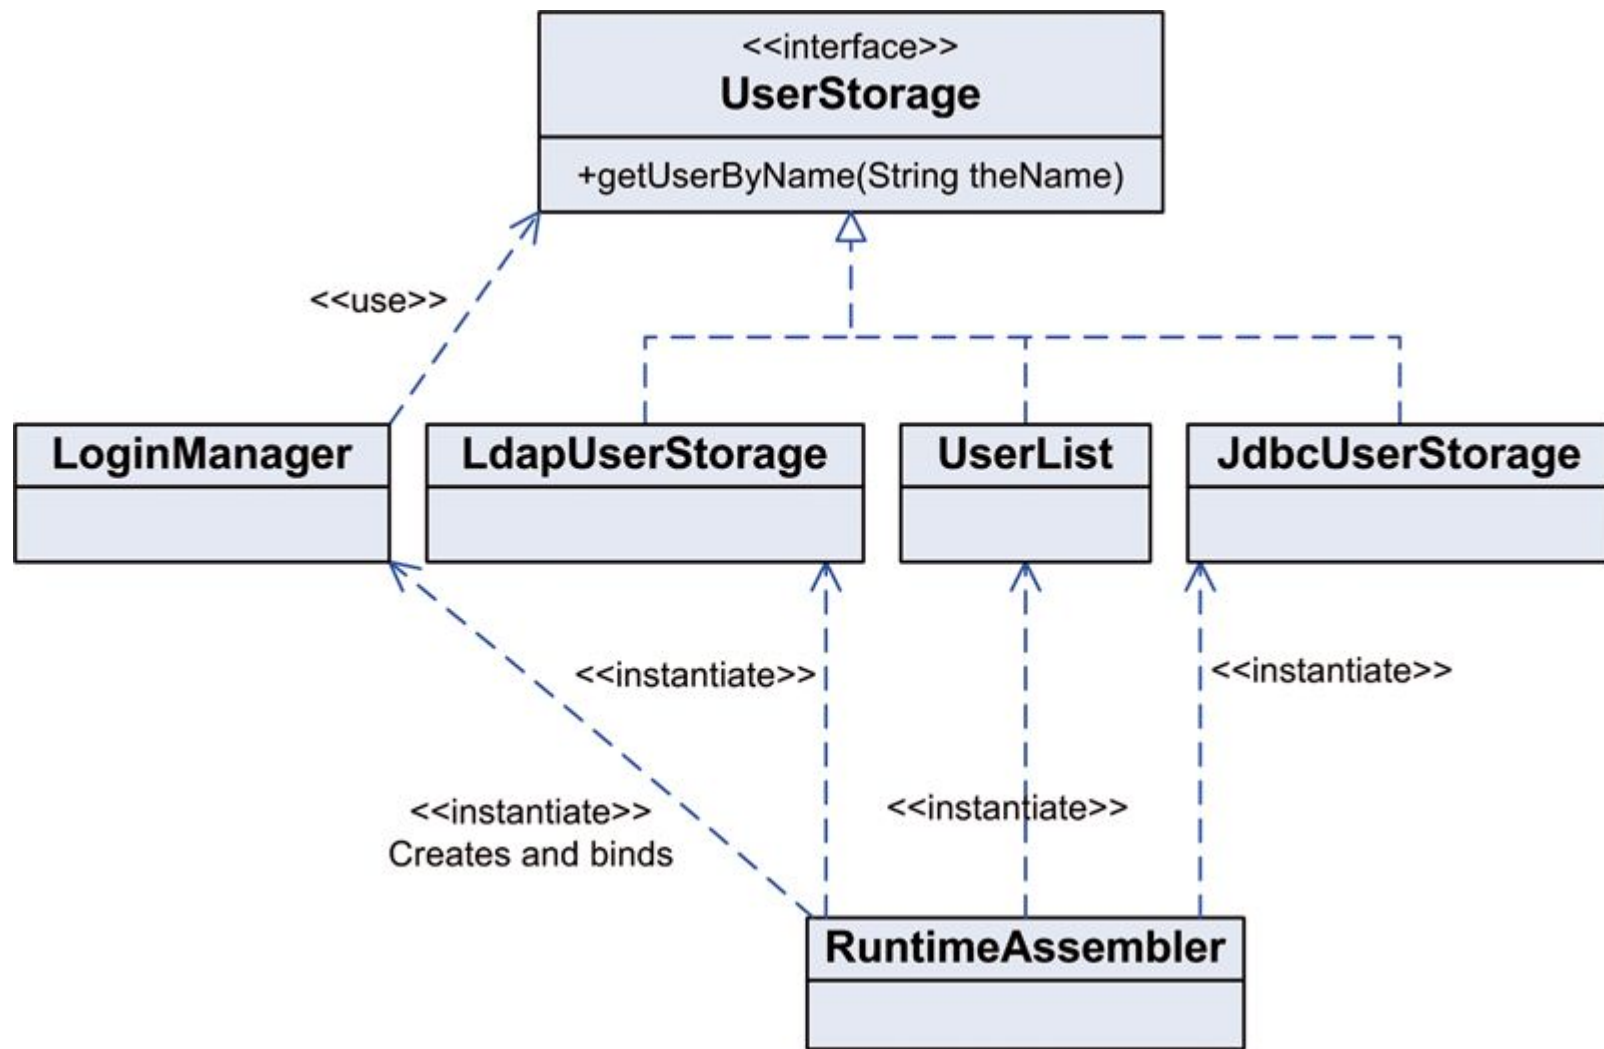 <<interface>>
UserStorage
+getUserByName(String theName)
<<use>>
LoginManager
LdapUserStorage
UserList
JdbcUserStorage
<<instantiate>>
<<instantiate>>
<<instantiate>>
Creates and binds
<<instantiate>>
RuntimeAssembler